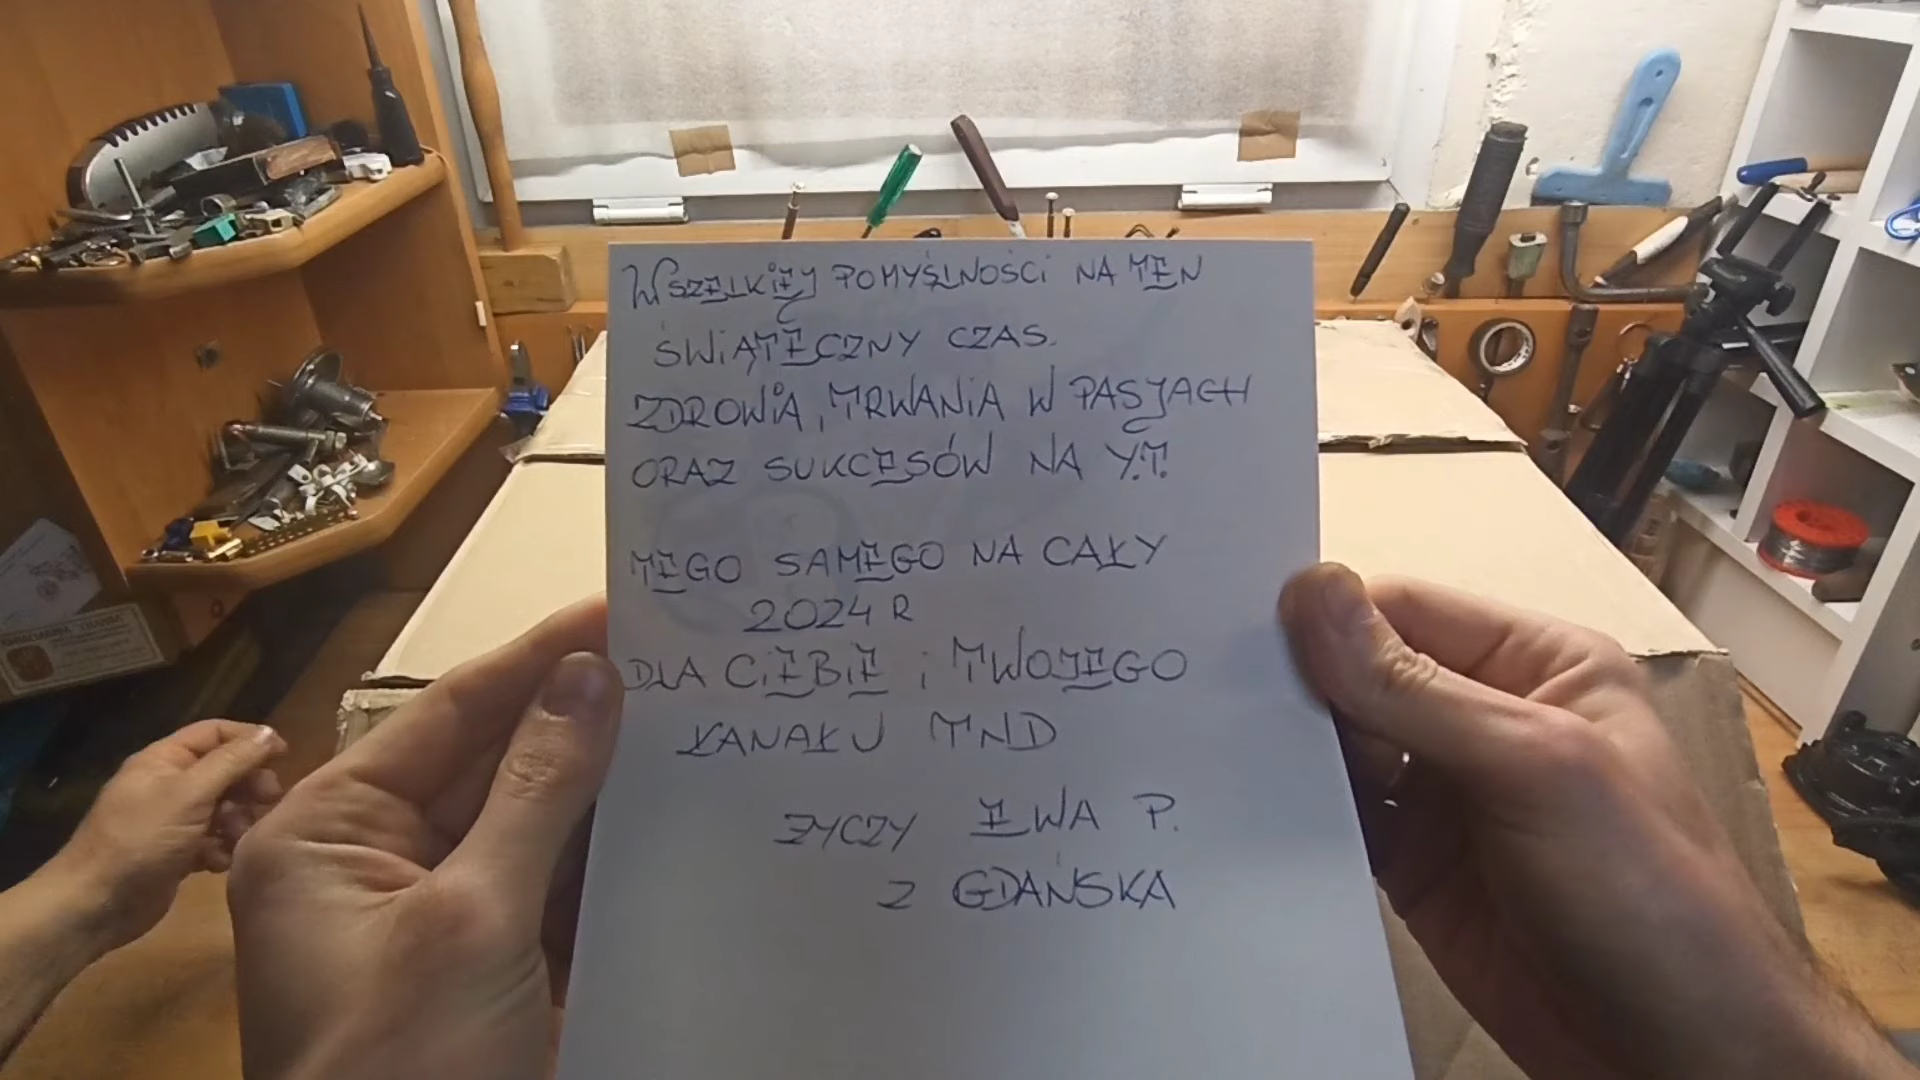 WSZELKIEJ POMYŚLNOŚCI NA TEN
ŚWIĄTECZNY CZAS.
ZDROWIA, TRWANIA W PASJACH
ORAZ SUKCESÓW NA Y.T.
TEGO SAMEGO NA CAŁY
2024 R
DLA CIEBIE i TWOJEGO
KANAŁU TND
ZYCZY EWA P.
Z GDAŃSKA